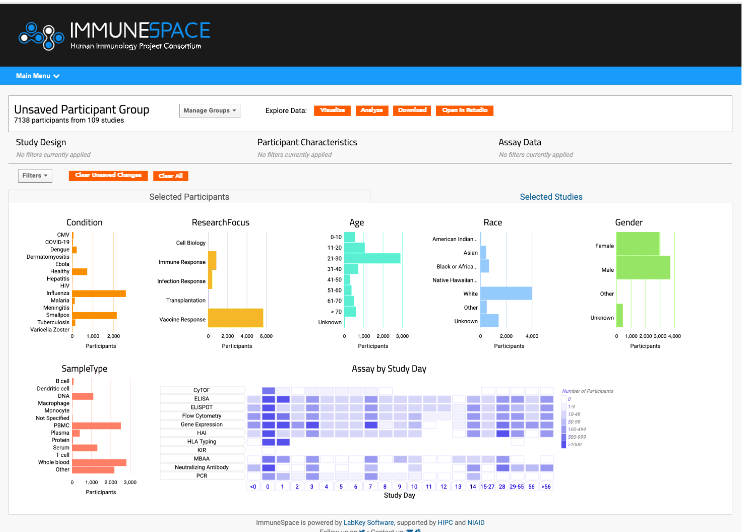 IMMUNESPACE
Human Immunology Project Consortium
Main Menu
Unsaved Participant Group
7138 participants from 109 studies
Manage Groups
Explore Data:
Visualize
Analyze
Download
Open in Rstudio
Study Design
No filters currently applied
Participant Characteristics
No filters currently applied
Assay Data
No filters currently applied
Filters
Clear Unsaved Changes
Clear All
Selected Participants
Selected Studies
Condition
CMV
COVID-19
Dengue
Dermatomyositis
Ebola
Healthy
Hepatitis
HIV
Influenza
Malaria
Meningitis
Smallpox
Tuberculosis
Varicella Zoster
0 1,000 2,000
Participants
ResearchFocus
Cell Biology
Immune Response
Infection Response
Transplantation
Vaccine Response
0 2,000 4,000 6,000
Participants
Age
0-10
11-20
21-30
31-40
41-50
51-60
61-70
> 70
Unknown
0 1,000 2,000 3,000
Participants
Race
American Indian...
Asian
Black or Africa...
Native Hawaiian...
White
Other
Unknown
0 2,000 4,000
Participants
Gender
Female
Male
Other
Unknown
0 1,000 2,000 3,000 4,000
Participants
SampleType
B cell
Dendritic cell
DNA
Macrophage
Monocyte
Not Specified
PBMC
Plasma
Protein
Serum
T cell
Whole blood
Other
0 1,000 2,000 3,000
Participants
Assay by Study Day
CyTOF
ELISA
ELISPOT
Flow Cytometry
Gene Expression
HAI
HLA Typing
KIR
MBAA
Neutralizing Antibody
PCR
<0 0 1 2 3 4 5 6 7 8 9 10 11 12 13 14 15-27 28 29-55 56 >56
Study Day
Number of Participants
0
1-9
10-49
50-99
100-499
500-999
>1000
ImmuneSpace is powered by LabKey Software, supported by HIPC and NIAID